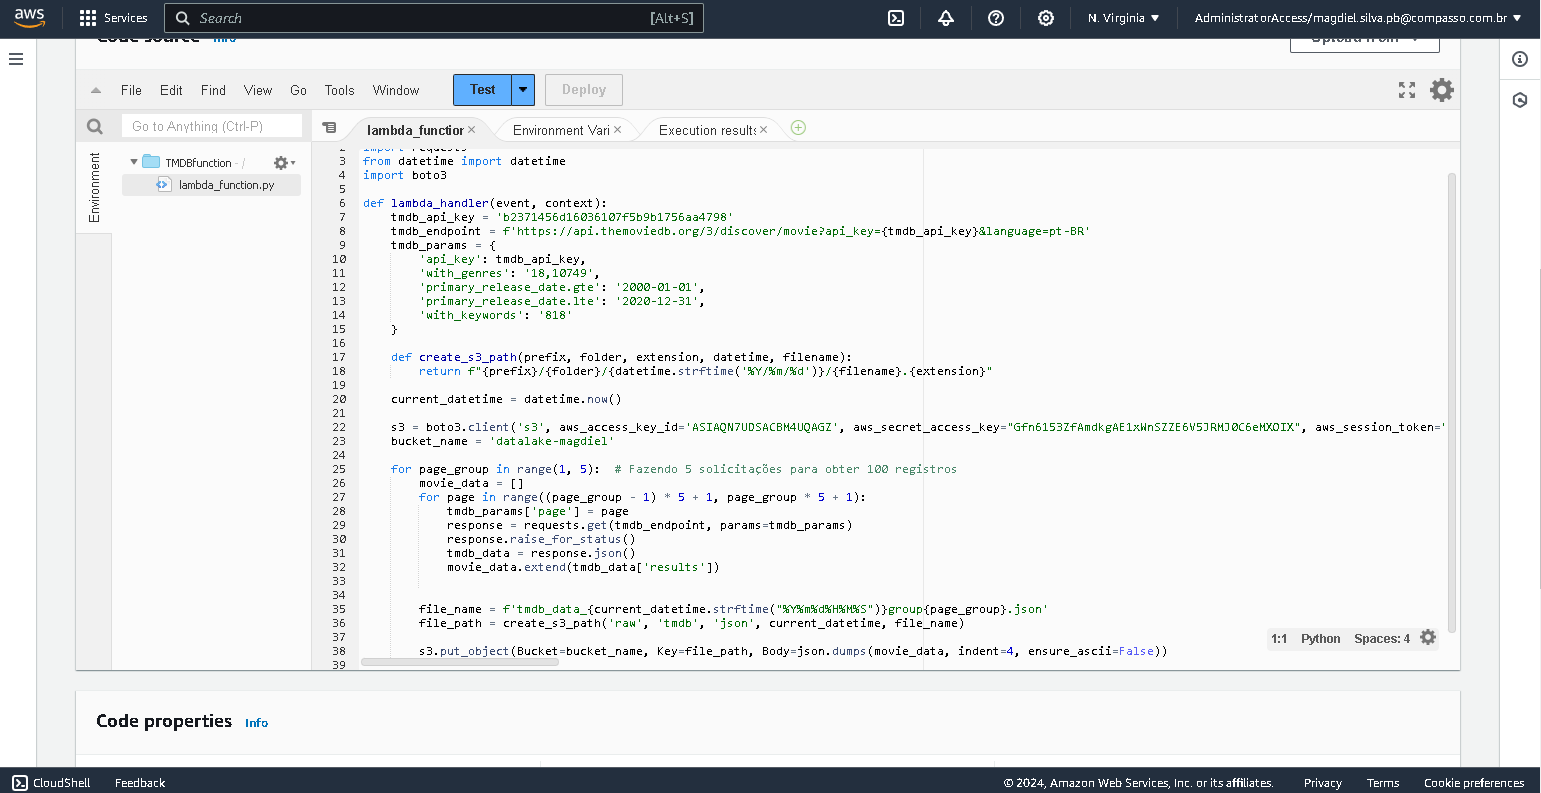 aws
Services
Search
[Alt+S]
N. Virginia
AdministratorAccess/magdiel.silva.pb@compasso.com.br
Code source
Info
Upload from
File Edit Find View Go Tools Window
Test
Deploy
Go to Anything (Ctrl-P)
lambda_function
Environment Vari
Execution results
Environment
TMDBfunction - /
lambda_function.py
2 import requests
3 from datetime import datetime
4 import boto3
5
6 def lambda_handler(event, context):
7     tmdb_api_key = 'b2371456d16036107f5b9b1756aa4798'
8     tmdb_endpoint = f'https://api.themoviedb.org/3/discover/movie?api_key={tmdb_api_key}&language=pt-BR'
9     tmdb_params = {
10         'api_key': tmdb_api_key,
11         'with_genres': '18,10749',
12         'primary_release_date.gte': '2000-01-01',
13         'primary_release_date.lte': '2020-12-31',
14         'with_keywords': '818'
15     }
16
17     def create_s3_path(prefix, folder, extension, datetime, filename):
18         return f"{prefix}/{folder}/{datetime.strftime('%Y/%m/%d')}/{filename}.{extension}"
19
20     current_datetime = datetime.now()
21
22     s3 = boto3.client('s3', aws_access_key_id='ASIAQN7UDSACBM4UQAGZ', aws_secret_access_key="Gfn6153ZfAmdkgAE1xWnSZZE6V5JRMJ0C6eMXOIX", aws_session_token='
23     bucket_name = 'datalake-magdiel'
24
25     for page_group in range(1, 5):  # Fazendo 5 solicitações para obter 100 registros
26         movie_data = []
27         for page in range((page_group - 1) * 5 + 1, page_group * 5 + 1):
28             tmdb_params['page'] = page
29             response = requests.get(tmdb_endpoint, params=tmdb_params)
30             response.raise_for_status()
31             tmdb_data = response.json()
32             movie_data.extend(tmdb_data['results'])
33
34
35         file_name = f'tmdb_data_{current_datetime.strftime("%Y%m%d%H%M%S")}group{page_group}.json'
36         file_path = create_s3_path('raw', 'tmdb', 'json', current_datetime, file_name)
37
38         s3.put_object(Bucket=bucket_name, Key=file_path, Body=json.dumps(movie_data, indent=4, ensure_ascii=False))
39
1:1 Python Spaces: 4
Code properties
Info
CloudShell
Feedback
© 2024, Amazon Web Services, Inc. or its affiliates.
Privacy
Terms
Cookie preferences